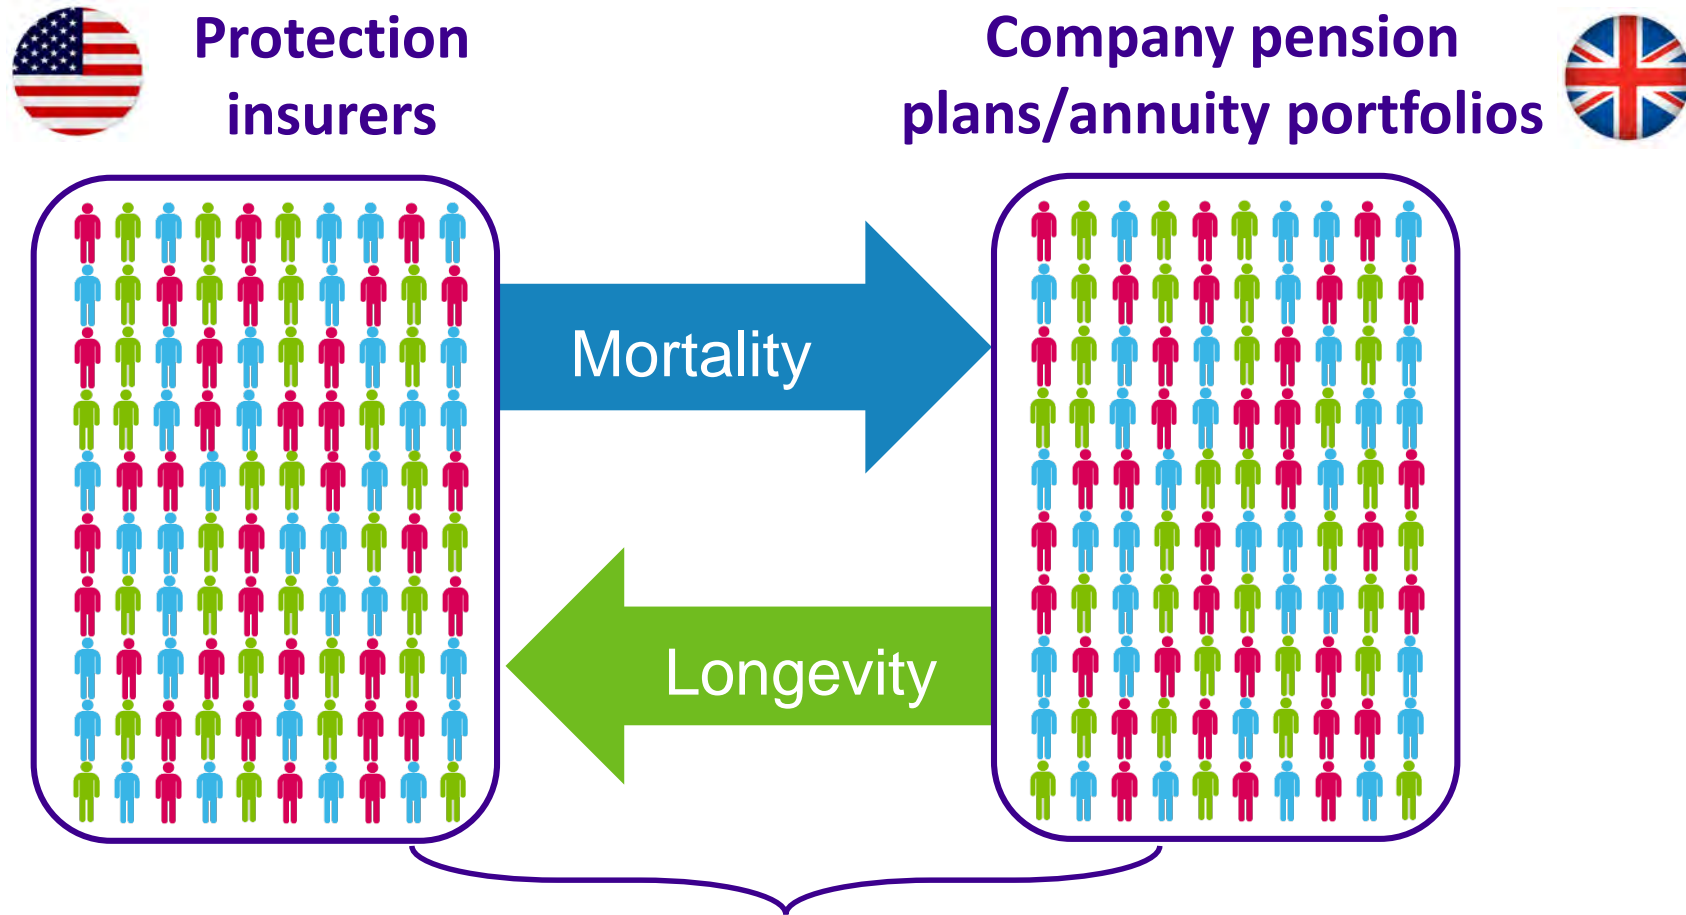 Protection
insurers
Company pension
plans/annuity portfolios
Mortality
Longevity